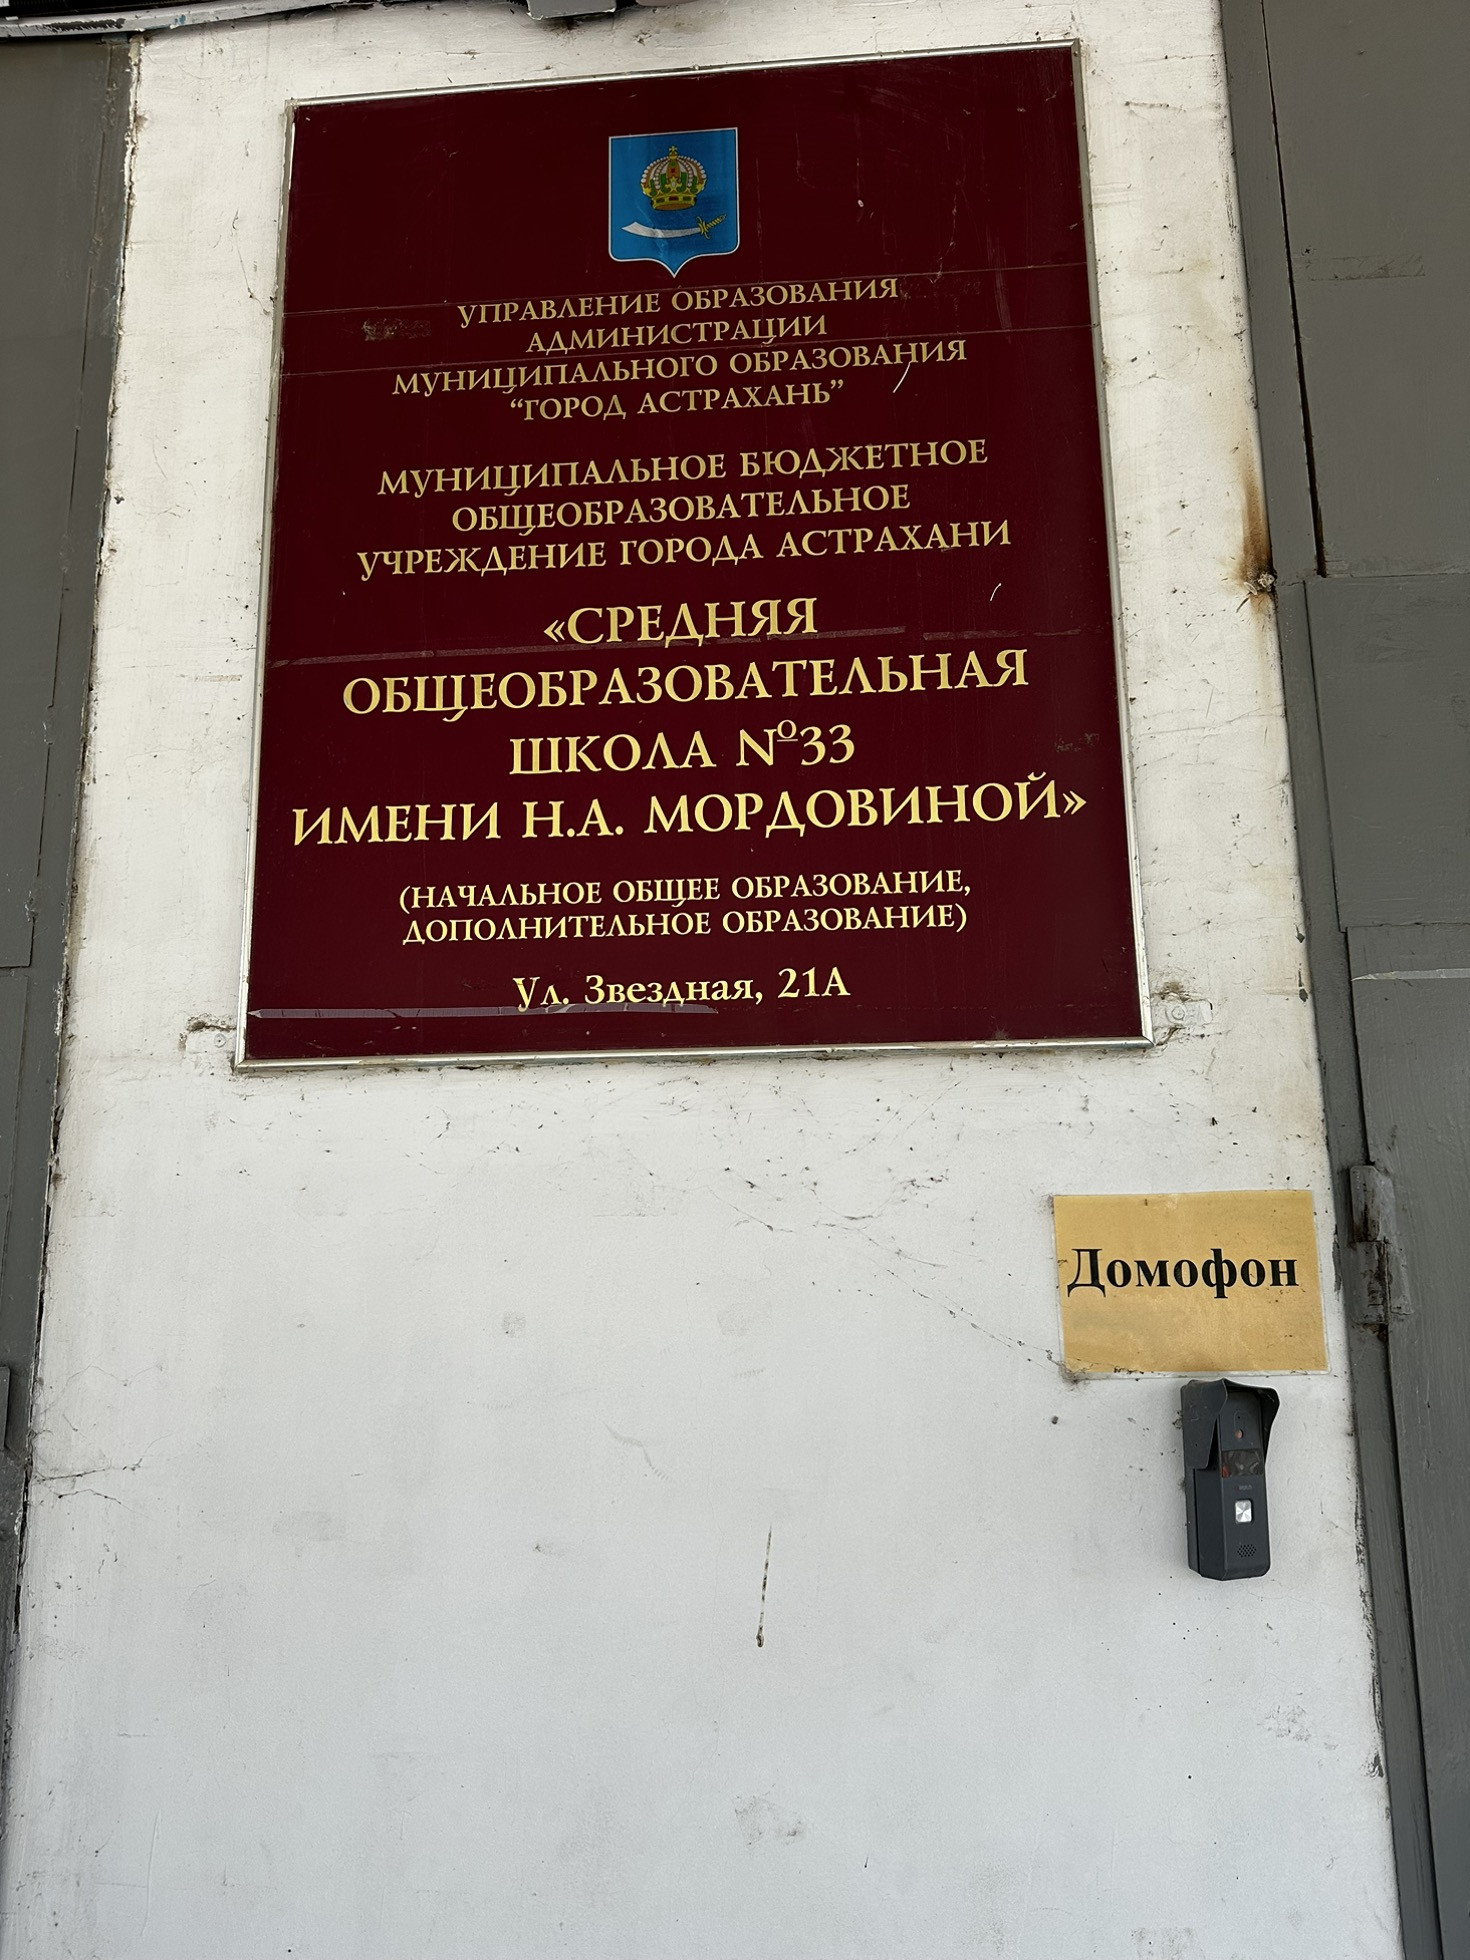 УПРАВЛЕНИЕ ОБРАЗОВАНИЯ
АДМИНИСТРАЦИИ
МУНИЦИПАЛЬНОГО ОБРАЗОВАНИЯ
“ГОРОД АСТРАХАНЬ”
МУНИЦИПАЛЬНОЕ БЮДЖЕТНОЕ
ОБЩЕОБРАЗОВАТЕЛЬНОЕ
УЧРЕЖДЕНИЕ ГОРОДА АСТРАХАНИ
«СРЕДНЯЯ
ОБЩЕОБРАЗОВАТЕЛЬНАЯ
ШКОЛА №33
ИМЕНИ Н.А. МОРДОВИНОЙ»
(НАЧАЛЬНОЕ ОБЩЕЕ ОБРАЗОВАНИЕ,
ДОПОЛНИТЕЛЬНОЕ ОБРАЗОВАНИЕ)
Ул. Звездная, 21А
Домофон